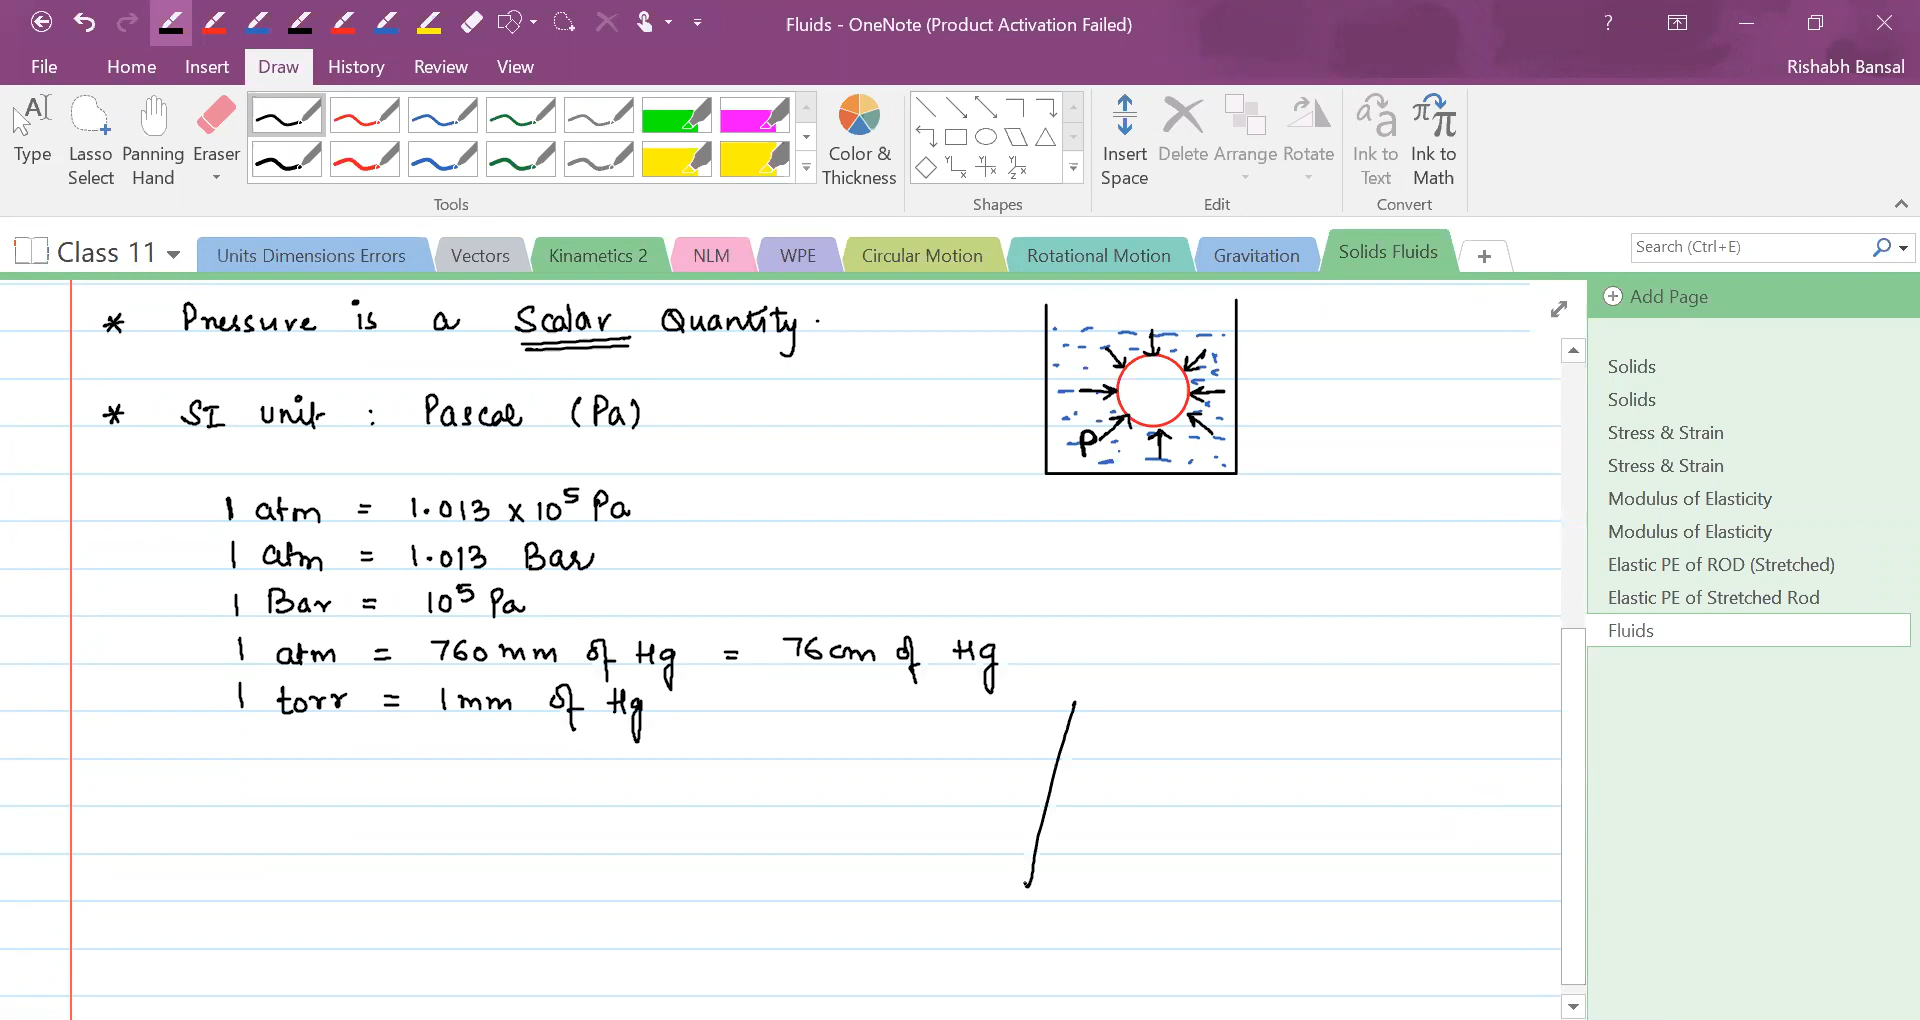 Fluids - OneNote (Product Activation Failed)
?
File Home Insert Draw History Review View
Rishabh Bansal
Type
Lasso Select
Panning Hand
Eraser
Tools
Color & Thickness
Shapes
Insert Space
Delete
Arrange
Rotate
Edit
Ink to Text
Ink to Math
Convert
Class 11
Units Dimensions Errors
Vectors
Kinametics 2
NLM
WPE
Circular Motion
Rotational Motion
Gravitation
Solids Fluids
+
Search (Ctrl+E)
* Pressure is a Scalar Quantity.
* SI unit : Pascal (Pa)
1 atm = 1.013 x 10⁵ Pa
1 atm = 1.013 Bar
1 Bar = 10⁵ Pa
1 atm = 760 mm of Hg = 76 cm of Hg
1 torr = 1 mm of Hg
P
Add Page
Solids
Solids
Stress & Strain
Stress & Strain
Modulus of Elasticity
Modulus of Elasticity
Elastic PE of ROD (Stretched)
Elastic PE of Stretched Rod
Fluids